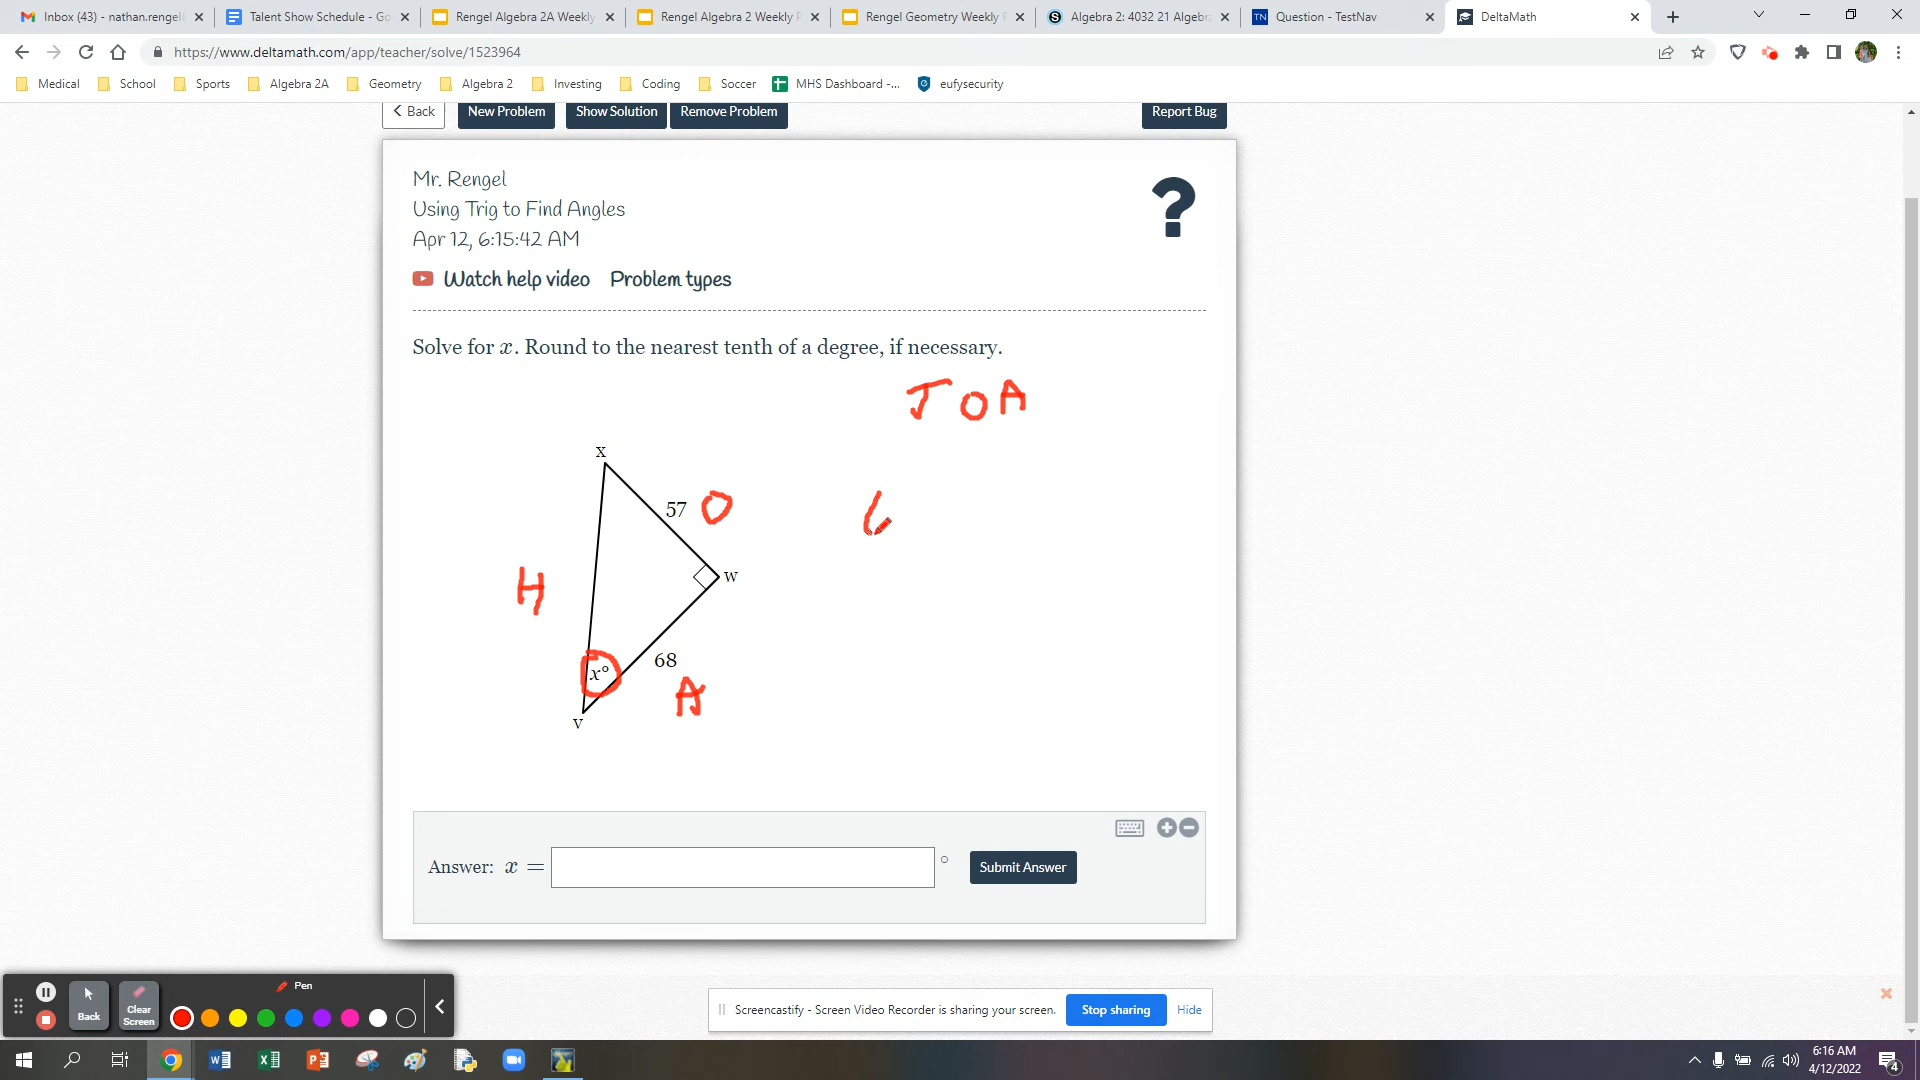 Inbox (43) - nathan.rengel
Talent Show Schedule - Go
Rengel Algebra 2A Weekly
Rengel Algebra 2 Weekly P
Rengel Geometry Weekly
Algebra 2: 4032 21 Algebr
TN Question - TestNav
DeltaMath
https://www.deltamath.com/app/teacher/solve/1523964
Medical
School
Sports
Algebra 2A
Geometry
Algebra 2
Investing
Coding
Soccer
MHS Dashboard -...
eufysecurity
Back
New Problem
Show Solution
Remove Problem
Report Bug
Mr. Rengel
Using Trig to Find Angles
Apr 12, 6:15:42 AM
?
Watch help video
Problem types
Solve for x. Round to the nearest tenth of a degree, if necessary.
TOA
X
57 O
W
H
68
x°
A
V
Answer: x = °
Submit Answer
Pen
Back
Clear
Screen
Screencastify - Screen Video Recorder is sharing your screen.
Stop sharing
Hide
6:16 AM
4/12/2022
4